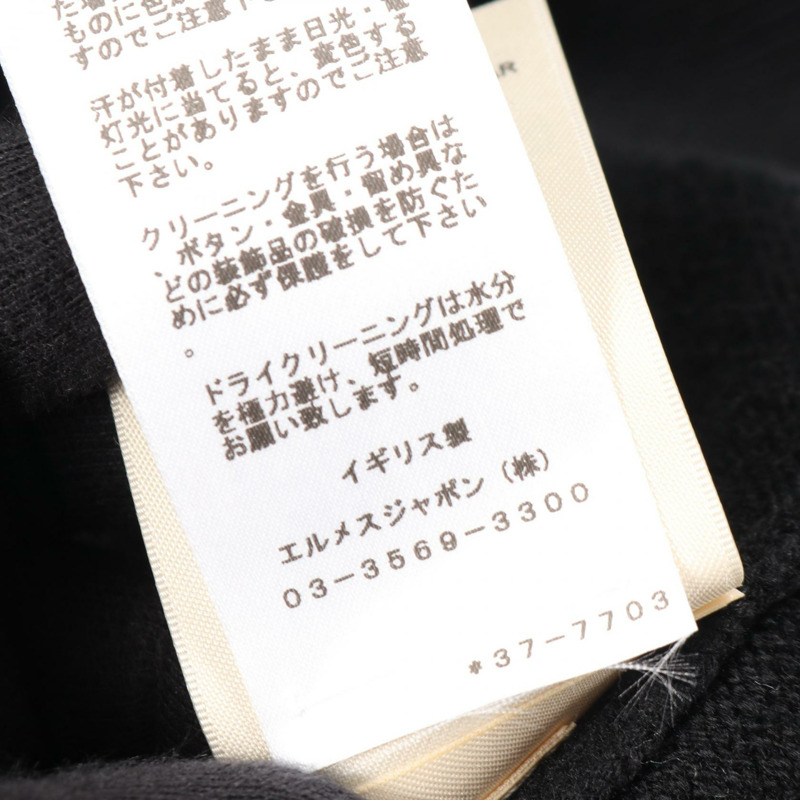 ものに色
すのでご注意下
汗が付着したまま日光・電
灯光に当てると、変色する
ことがありますのでご注意
下さい。
クリーニングを行う場合は
、ボタン・金具・留め具な
どの装飾品の破損を防ぐた
めに必ず保護をして下さい
。
ドライクリーニングは水分
を極力避け、短時間処理で
お願い致します。
イギリス製
エルメスジャポン（株）
03-3569-3300
*37-7703